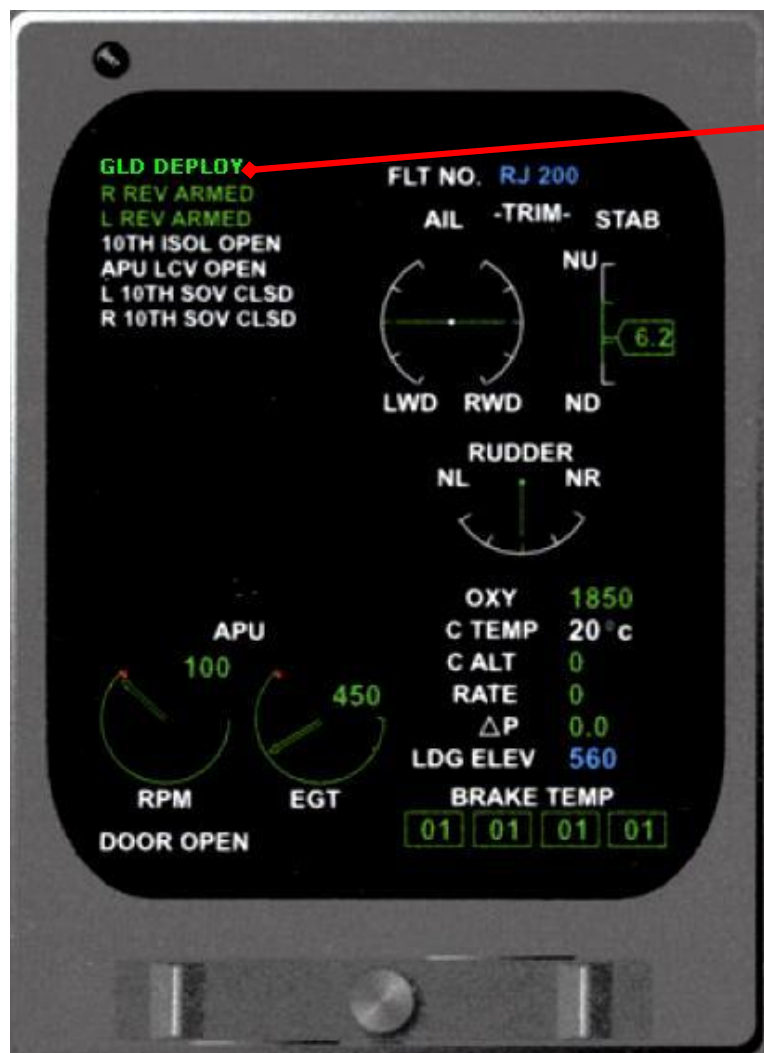 GLD DEPLOY
R REV ARMED
L REV ARMED
10TH ISOL OPEN
APU LCV OPEN
L 10TH SOV CLSD
R 10TH SOV CLSD
FLT NO. RJ 200
AIL -TRIM- STAB
NU
6.2
LWD RWD ND
RUDDER
NL NR
APU
100
450
RPM EGT
DOOR OPEN
OXY 1850
C TEMP 20°c
C ALT 0
RATE 0
△P 0.0
LDG ELEV 560
BRAKE TEMP
01 01 01 01